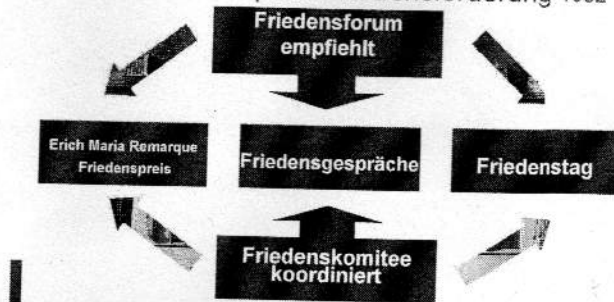 Friedensforum
empfiehlt
Erich Maria Remarque
Friedenspreis
Friedensgespräche
Friedenstag
Friedenskomitee
koordiniert